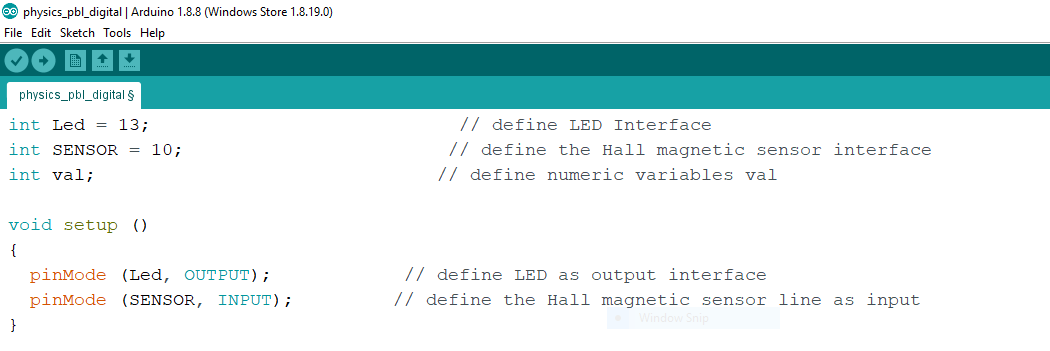 physics_pbl_digital | Arduino 1.8.8 (Windows Store 1.8.19.0)
File Edit Sketch Tools Help
physics_pbl_digital §
int Led = 13; // define LED Interface
int SENSOR = 10; // define the Hall magnetic sensor interface
int val; // define numeric variables val
void setup ()
{
pinMode (Led, OUTPUT); // define LED as output interface
pinMode (SENSOR, INPUT); // define the Hall magnetic sensor line as input
Window Snip
}